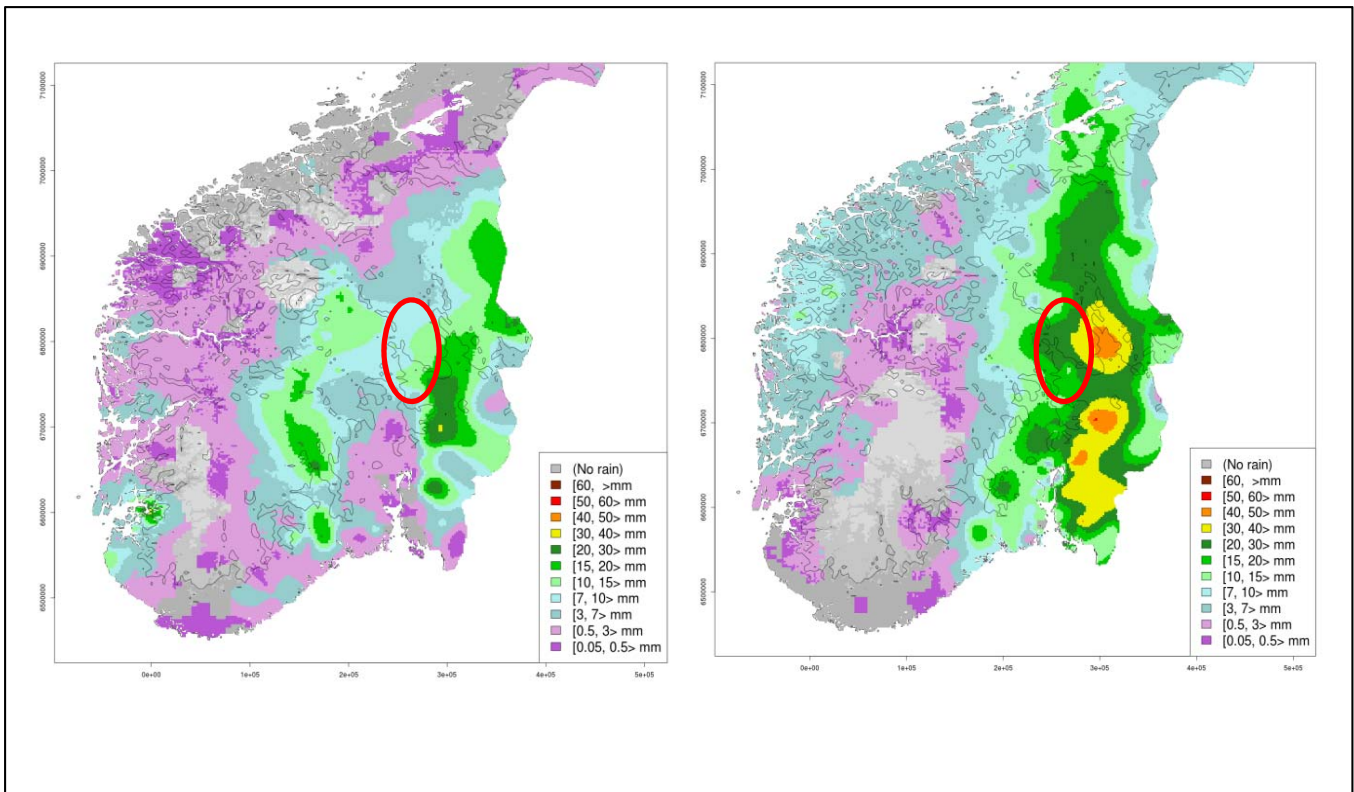 7100000
7000000
6900000
6800000
6700000
6600000
6500000
0e+00
1e+05
2e+05
3e+05
4e+05
5e+05
(No rain)
[60, >mm
[50, 60> mm
[40, 50> mm
[30, 40> mm
[20, 30> mm
[15, 20> mm
[10, 15> mm
[7, 10> mm
[3, 7> mm
[0.5, 3> mm
[0.05, 0.5> mm
7100000
7000000
6900000
6800000
6700000
6600000
6500000
0e+00
1e+05
2e+05
3e+05
4e+05
5e+05
(No rain)
[60, >mm
[50, 60> mm
[40, 50> mm
[30, 40> mm
[20, 30> mm
[15, 20> mm
[10, 15> mm
[7, 10> mm
[3, 7> mm
[0.5, 3> mm
[0.05, 0.5> mm